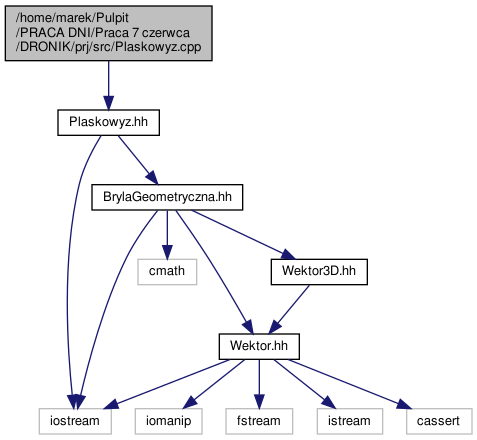 /home/marek/Pulpit
/PRACA DNI/Praca 7 czerwca
/DRONIK/prj/src/Plaskowyz.cpp
Plaskowyz.hh
BrylaGeometryczna.hh
cmath
Wektor3D.hh
Wektor.hh
iostream
iomanip
fstream
istream
cassert